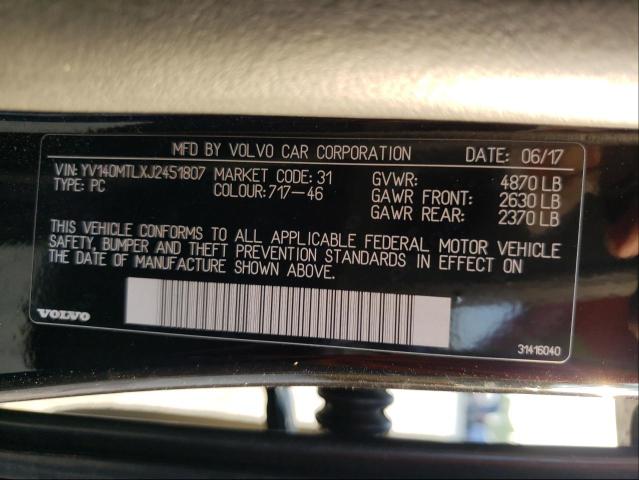 MFD BY VOLVO CAR CORPORATION DATE: 06/17
VIN: YV140MTLXJ2451807 MARKET CODE: 31 GVWR: 4870 LB
TYPE: PC COLOUR: 717-46 GAWR FRONT: 2630 LB
GAWR REAR: 2370 LB
THIS VEHICLE CONFORMS TO ALL APPLICABLE FEDERAL MOTOR VEHICLE
SAFETY, BUMPER AND THEFT PREVENTION STANDARDS IN EFFECT ON
THE DATE OF MANUFACTURE SHOWN ABOVE.
VOLVO
31416040